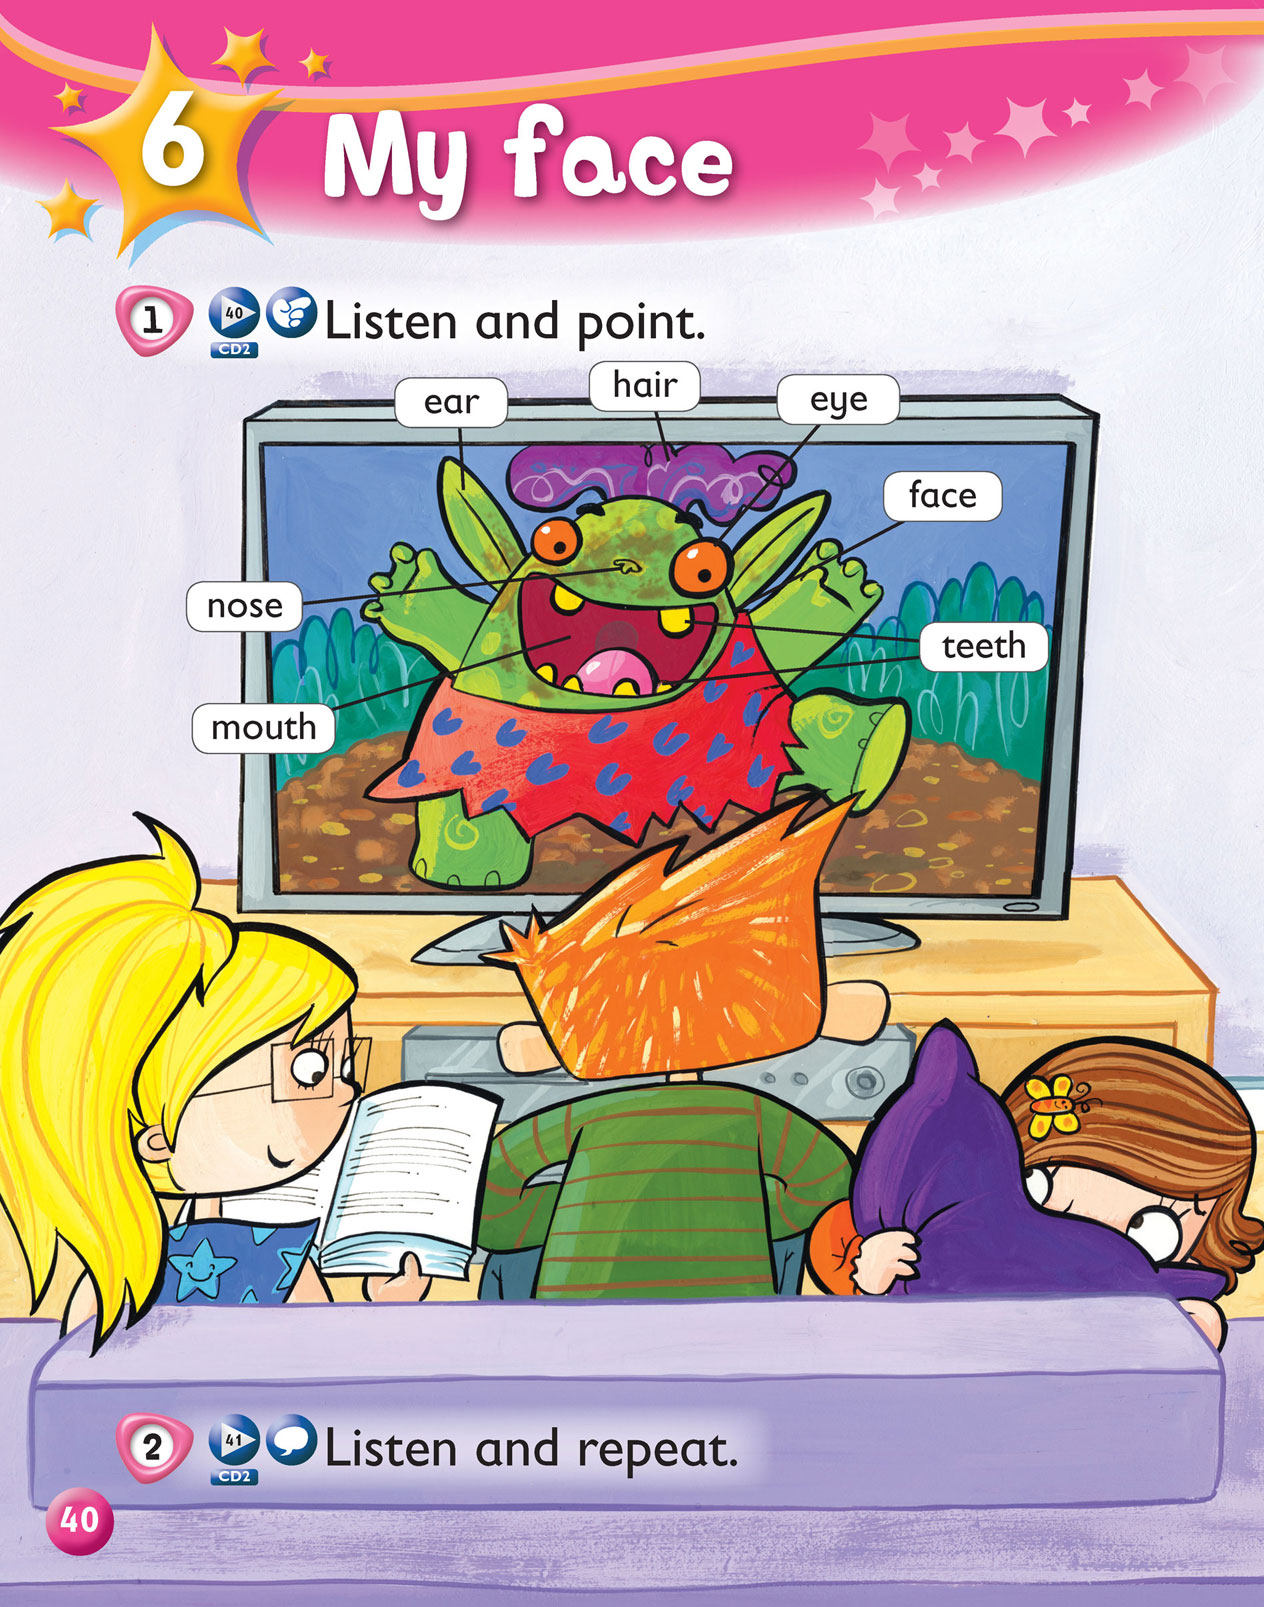 6
My face
1
40
CD2
Listen and point.
ear
hair
eye
face
nose
teeth
mouth
2
41
CD2
Listen and repeat.
40